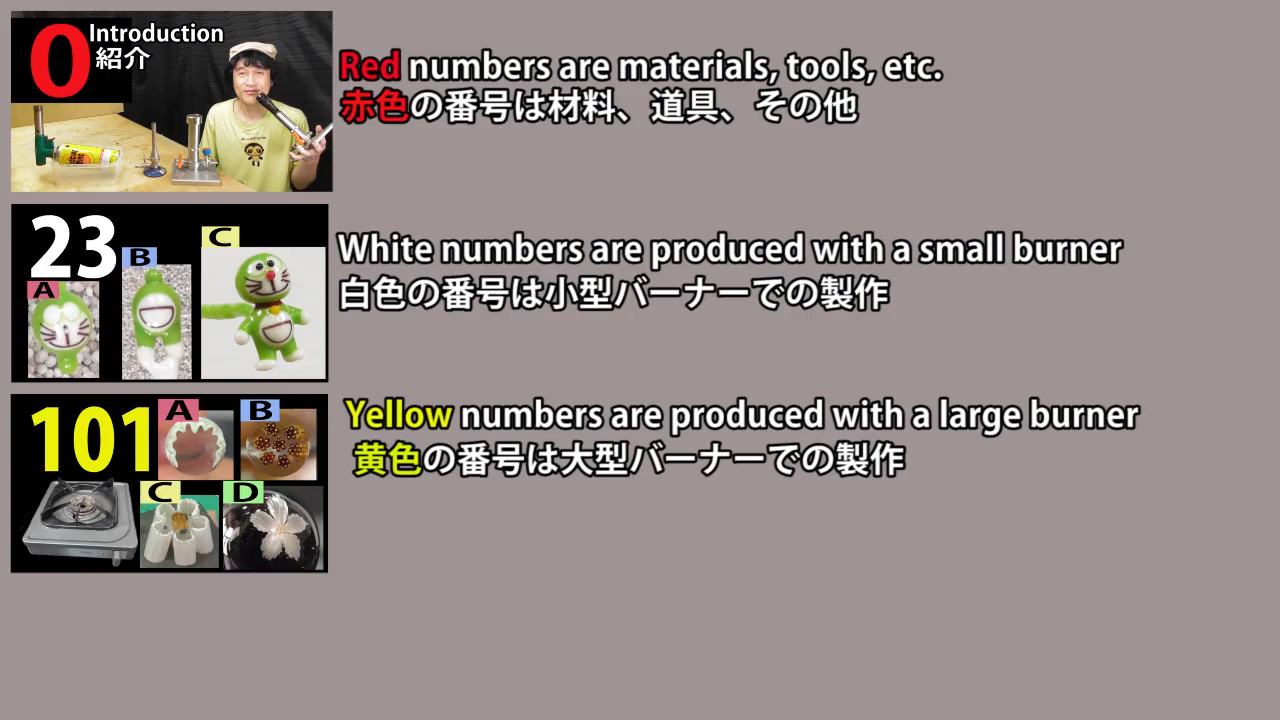 0
Introduction
紹介
Red numbers are materials, tools, etc.
赤色の番号は材料、道具、その他
23
A
B
C
White numbers are produced with a small burner
白色の番号は小型バーナーでの製作
101
A
B
C
D
Yellow numbers are produced with a large burner
黄色の番号は大型バーナーでの製作